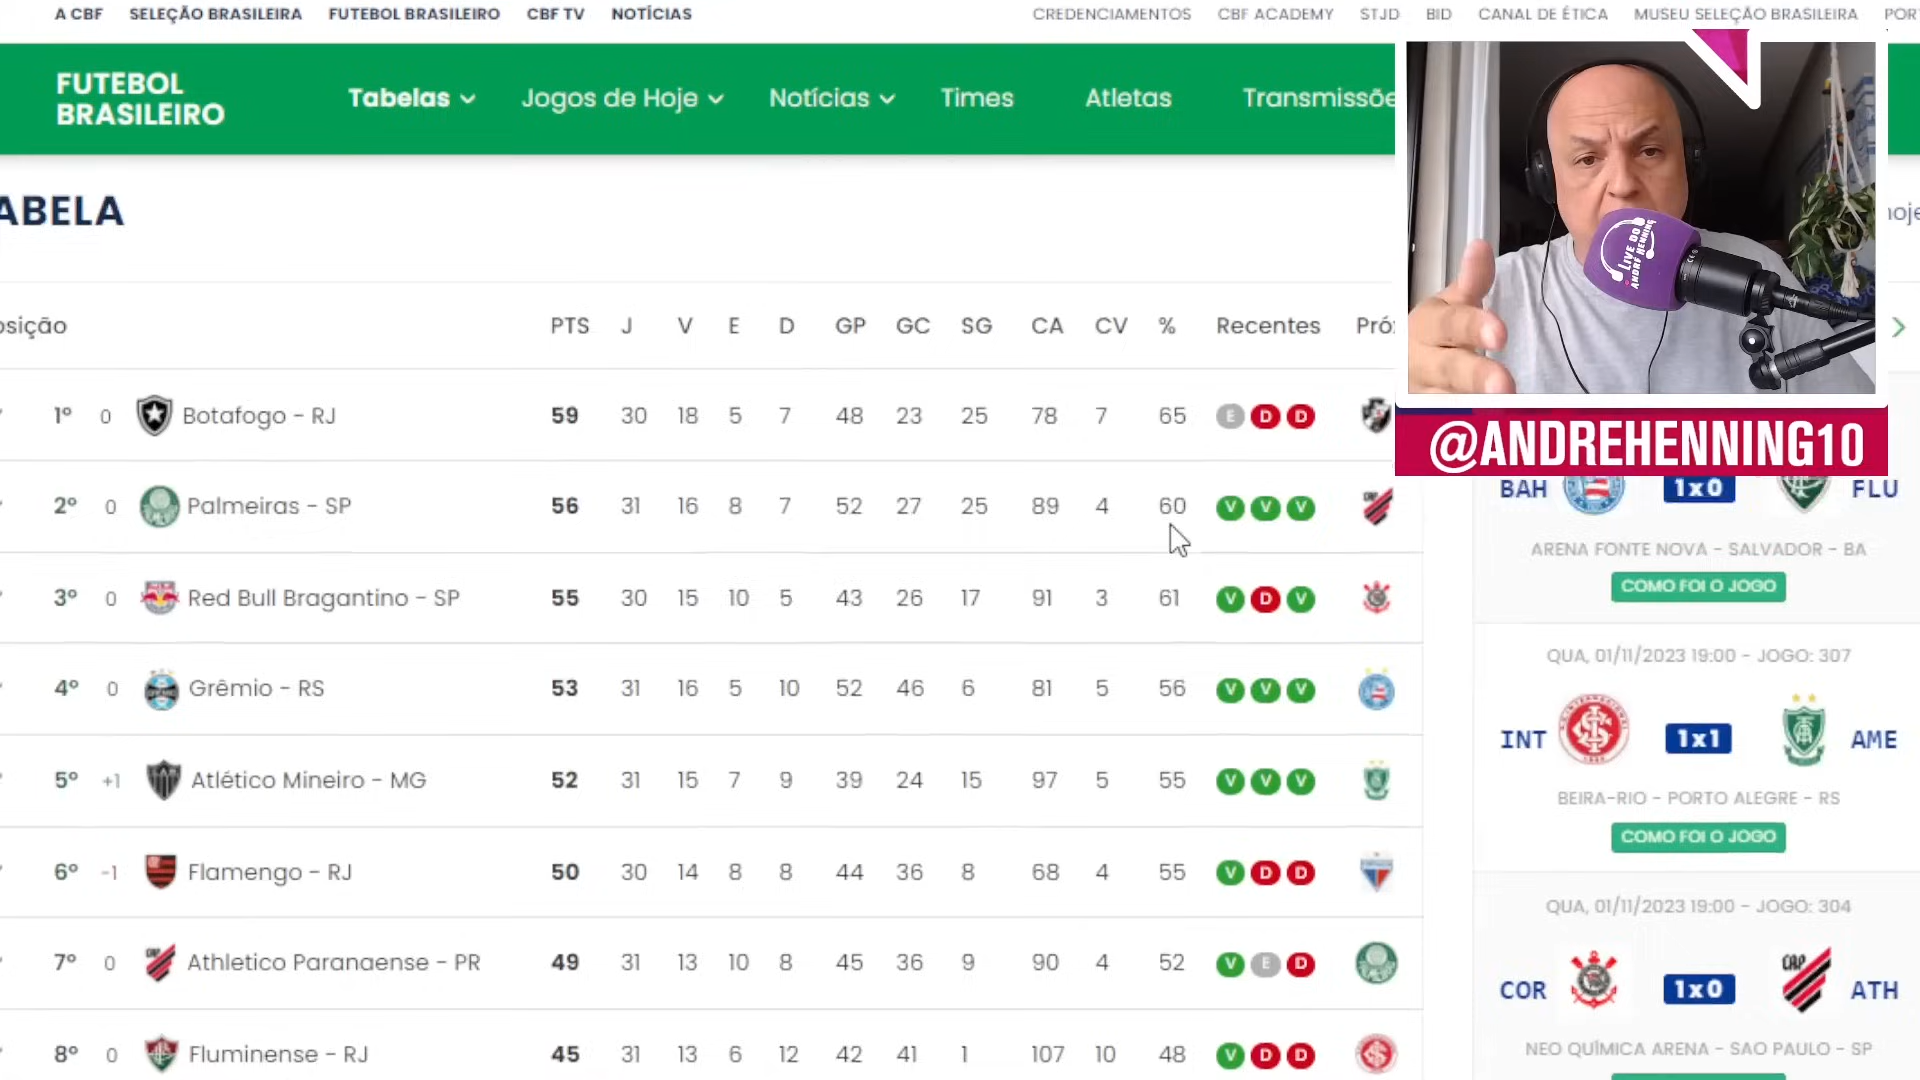 A CBF SELEÇÃO BRASILEIRA FUTEBOL BRASILEIRO CBF TV NOTÍCIAS CREDENCIAMENTOS CBF ACADEMY STJD BID CANAL DE ÉTICA MUSEU SELEÇÃO BRASILEIRA POR
FUTEBOL
BRASILEIRO
Tabelas Jogos de Hoje Notícias Times Atletas Transmissõe
ABELA
hoje
osição PTS J V E D GP GC SG CA CV % Recentes Pró
1º 0 Botafogo - RJ 59 30 18 5 7 48 23 25 78 7 65 E D D
2º 0 Palmeiras - SP 56 31 16 8 7 52 27 25 89 4 60 V V V
3º 0 Red Bull Bragantino - SP 55 30 15 10 5 43 26 17 91 3 61 V D V
4º 0 Grêmio - RS 53 31 16 5 10 52 46 6 81 5 56 V V V
5º +1 Atlético Mineiro - MG 52 31 15 7 9 39 24 15 97 5 55 V V V
6º -1 Flamengo - RJ 50 30 14 8 8 44 36 8 68 4 55 V D D
7º 0 Athletico Paranaense - PR 49 31 13 10 8 45 36 9 90 4 52 V E D
8º 0 Fluminense - RJ 45 31 13 6 12 42 41 1 107 10 48 V D D
LIVE DO
ANDRÉ HENNING
@ANDREHENNING10
BAH 1x0 FLU
ARENA FONTE NOVA - SALVADOR - BA
COMO FOI O JOGO
QUA, 01/11/2023 19:00 - JOGO: 307
INT 1x1 AME
BEIRA-RIO - PORTO ALEGRE - RS
COMO FOI O JOGO
QUA, 01/11/2023 19:00 - JOGO: 304
COR 1x0 CAP ATH
NEO QUÍMICA ARENA - SAO PAULO - SP